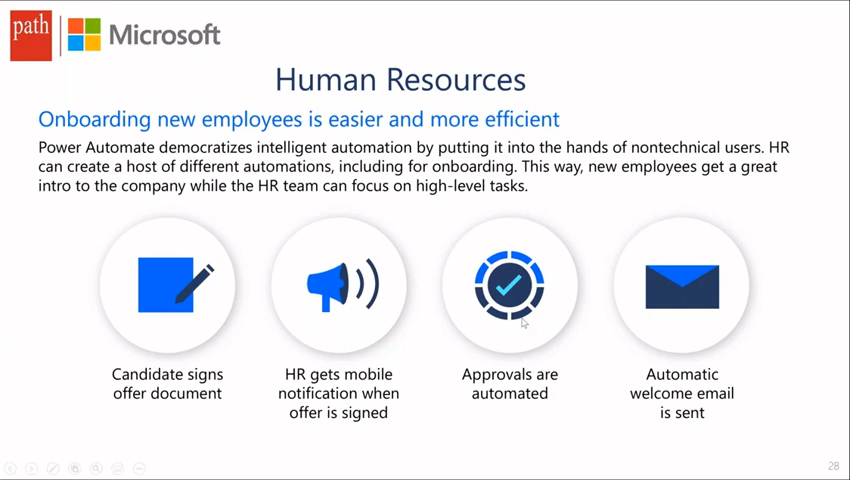 path
Microsoft
Human Resources
Onboarding new employees is easier and more efficient
Power Automate democratizes intelligent automation by putting it into the hands of nontechnical users. HR
can create a host of different automations, including for onboarding. This way, new employees get a great
intro to the company while the HR team can focus on high-level tasks.
Candidate signs
offer document
HR gets mobile
notification when
offer is signed
Approvals are
automated
Automatic
welcome email
is sent
28